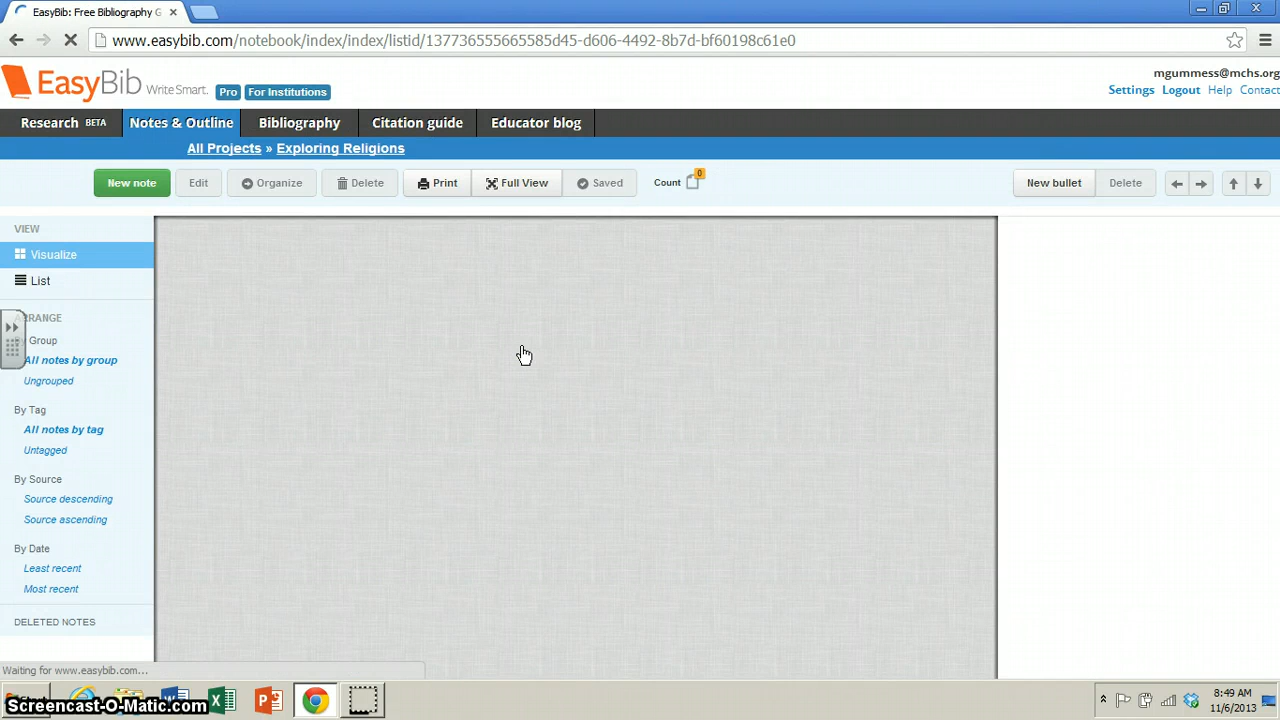 EasyBib: Free Bibliography G
www.easybib.com/notebook/index/index/listid/137736555665585d45-d606-4492-8b7d-bf60198c61e0
EasyBib WriteSmart. Pro For Institutions
mgummess@mchs.org
Settings Logout Help Contact
Research BETA Notes & Outline Bibliography Citation guide Educator blog
All Projects » Exploring Religions
New note Edit Organize Delete Print Full View Saved Count 0 New bullet Delete
VIEW
Visualize
List
RANGE
Group
All notes by group
Ungrouped
By Tag
All notes by tag
Untagged
By Source
Source descending
Source ascending
By Date
Least recent
Most recent
DELETED NOTES
Waiting for www.easybib.com...
Screencast-O-Matic.com
8:49 AM
11/6/2013